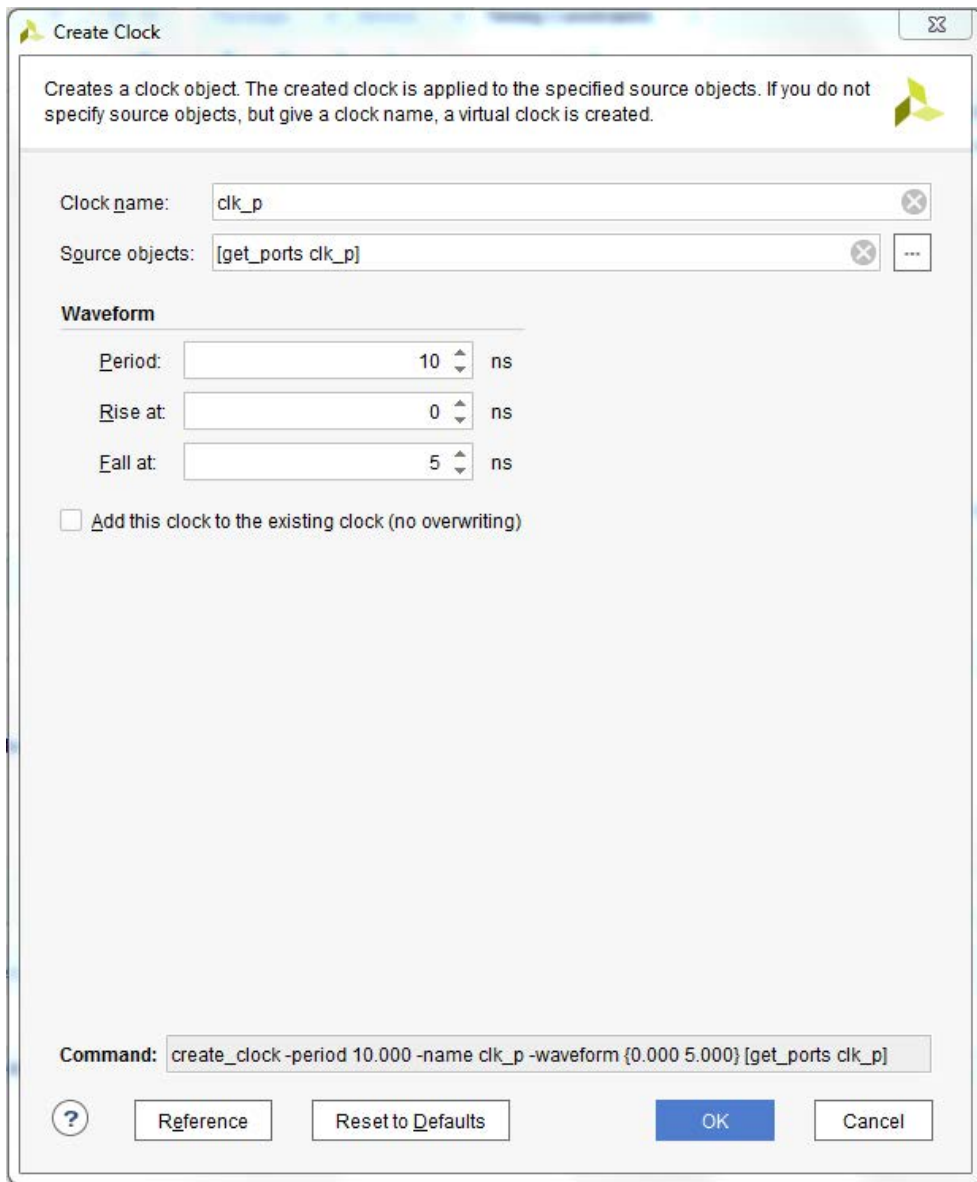 Create Clock
Creates a clock object. The created clock is applied to the specified source objects. If you do not
specify source objects, but give a clock name, a virtual clock is created.
Clock name: clk_p
Source objects: [get_ports clk_p] ...
Waveform
Period: 10 ns
Rise at: 0 ns
Fall at: 5 ns
Add this clock to the existing clock (no overwriting)
Command: create_clock -period 10.000 -name clk_p -waveform {0.000 5.000} [get_ports clk_p]
? Reference Reset to Defaults OK Cancel